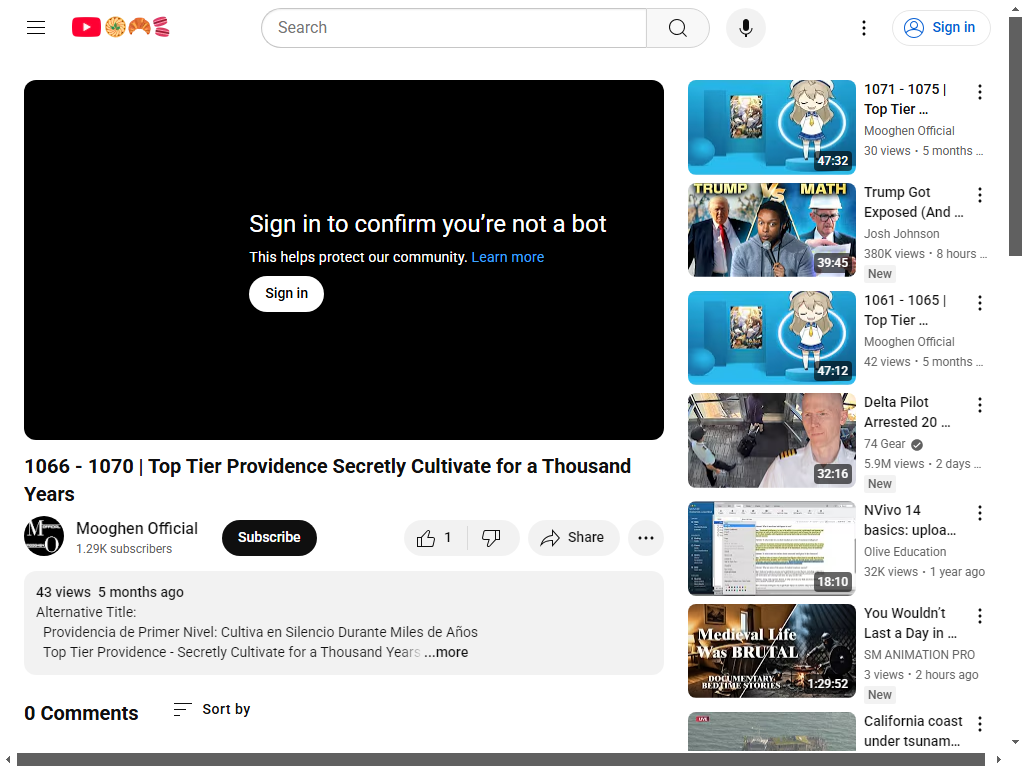 Search
Sign in
Sign in to confirm you’re not a bot
This helps protect our community. Learn more
Sign in
1066 - 1070 | Top Tier Providence Secretly Cultivate for a Thousand
Years
Mooghen Official
1.29K subscribers
Subscribe
1
Share
43 views 5 months ago
Alternative Title:
Providencia de Primer Nivel: Cultiva en Silencio Durante Miles de Años
Top Tier Providence - Secretly Cultivate for a Thousand Years ...more
0 Comments
Sort by
47:32
1071 - 1075 |
Top Tier ...
Mooghen Official
30 views • 5 months ...
TRUMP VS MATH
39:45
Trump Got
Exposed (And ...
Josh Johnson
380K views • 8 hours ...
New
47:12
1061 - 1065 |
Top Tier ...
Mooghen Official
42 views • 5 months ...
32:16
Delta Pilot
Arrested 20 ...
74 Gear
5.9M views • 2 days ...
New
18:10
NVivo 14
basics: uploa...
Olive Education
32K views • 1 year ago
Medieval Life
Was BRUTAL
DOCUMENTARY
BEDTIME STORIES
1:29:52
You Wouldn’t
Last a Day in ...
SM ANIMATION PRO
3 views • 2 hours ago
New
LIVE
California coast
under tsunam...